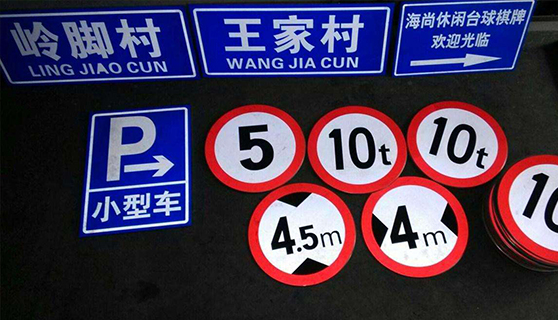 岭脚村
LING JIAO CUN
王家村
WANG JIA CUN
海尚休闲台球棋牌
欢迎光临
P
小型车
5
10t
10t
4.5m
4m
10